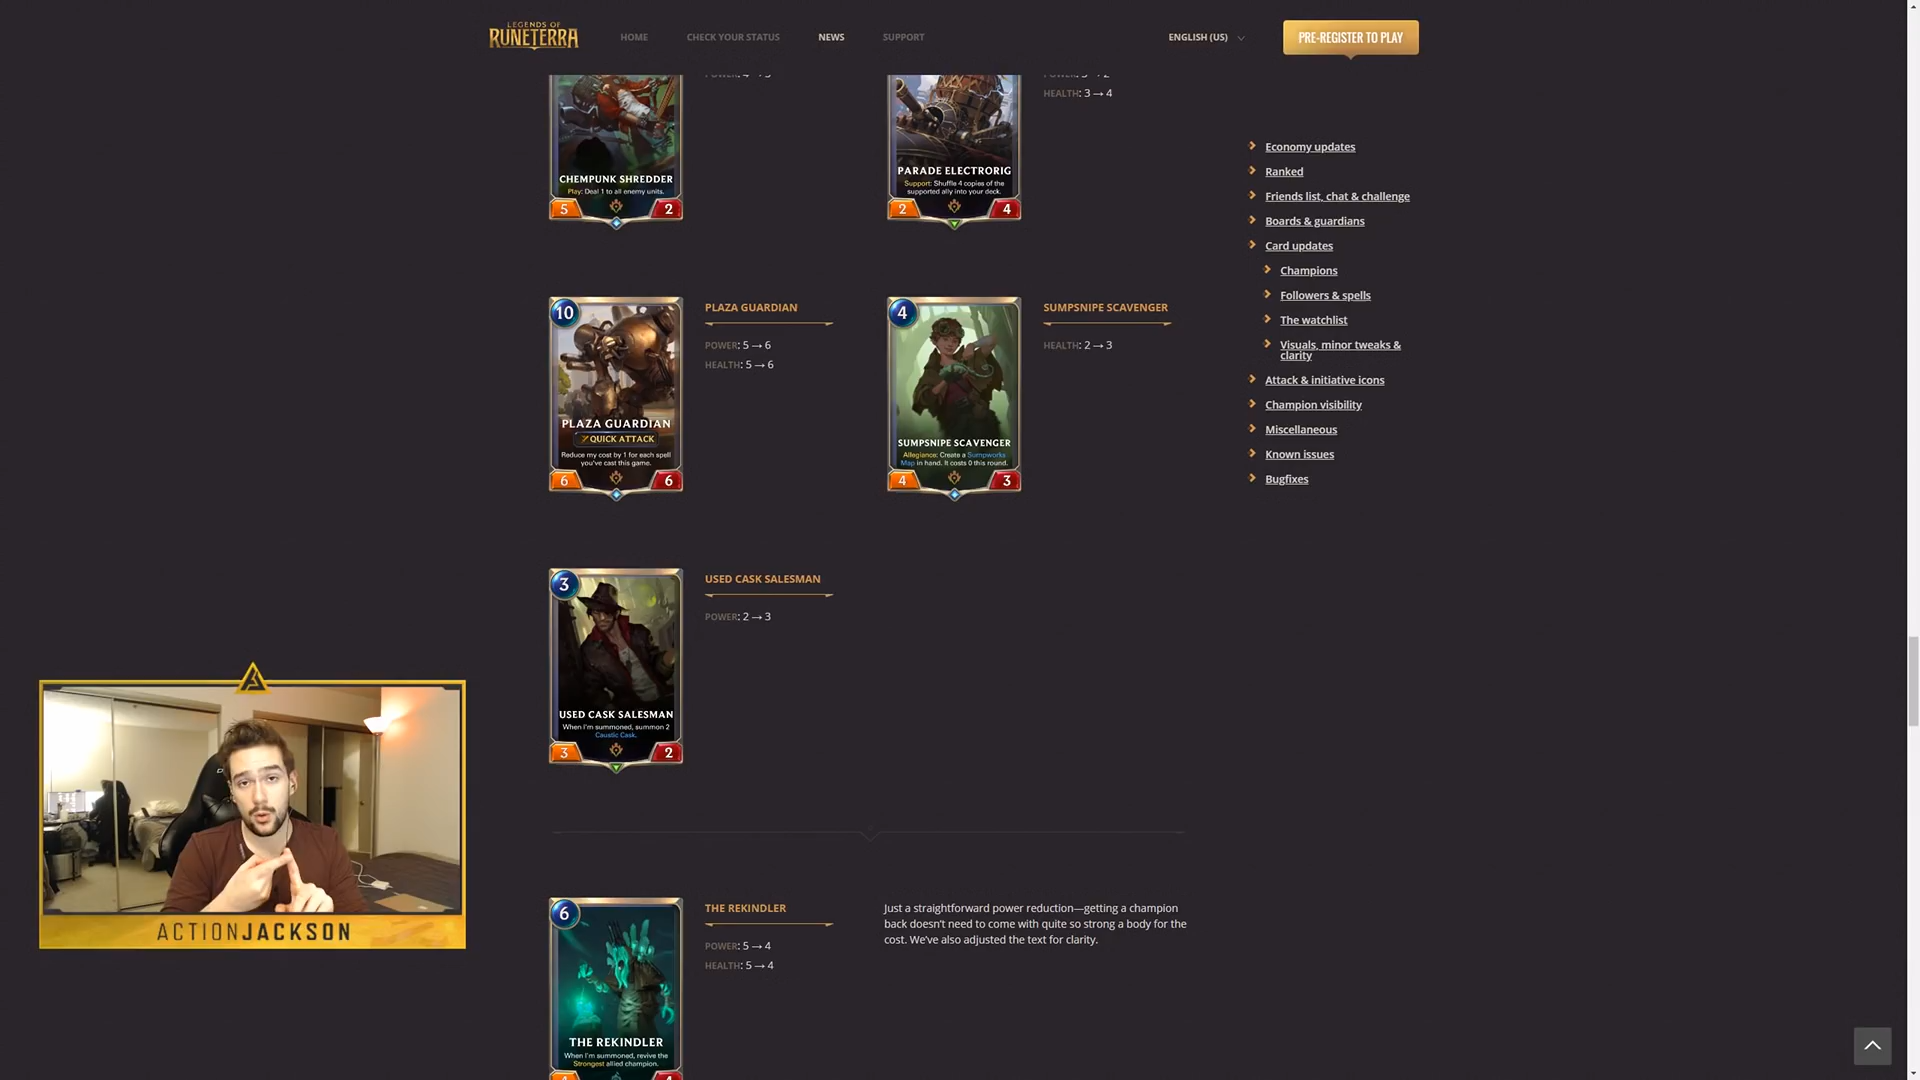 LEGENDS OF
RUNETERRA
HOME
CHECK YOUR STATUS
NEWS
SUPPORT
ENGLISH (US)
PRE-REGISTER TO PLAY
HEALTH: 3 → 4
CHEMPUNK SHREDDER
Play: Deal 1 to all enemy units.
5
2
PARADE ELECTRORIG
Support: Shuffle 4 copies of the
supported ally into your deck.
2
4
Economy updates
Ranked
Friends list, chat & challenge
Boards & guardians
Card updates
Champions
Followers & spells
The watchlist
Visuals, minor tweaks &
clarity
Attack & initiative icons
Champion visibility
Miscellaneous
Known issues
Bugfixes
10
PLAZA GUARDIAN
QUICK ATTACK
Reduce my cost by 1 for each spell
you've cast this game.
6
6
PLAZA GUARDIAN
POWER: 5 → 6
HEALTH: 5 → 6
4
SUMPSNIPE SCAVENGER
Allegiance: Create a Sumpworks
Map in hand. It costs 0 this round.
4
3
SUMPSNIPE SCAVENGER
HEALTH: 2 → 3
3
USED CASK SALESMAN
When I'm summoned, summon 2
Caustic Cask.
3
2
USED CASK SALESMAN
POWER: 2 → 3
ACTIONJACKSON
6
THE REKINDLER
When I'm summoned, revive the
Strongest allied champion.
THE REKINDLER
POWER: 5 → 4
HEALTH: 5 → 4
Just a straightforward power reduction—getting a champion
back doesn't need to come with quite so strong a body for the
cost. We've also adjusted the text for clarity.